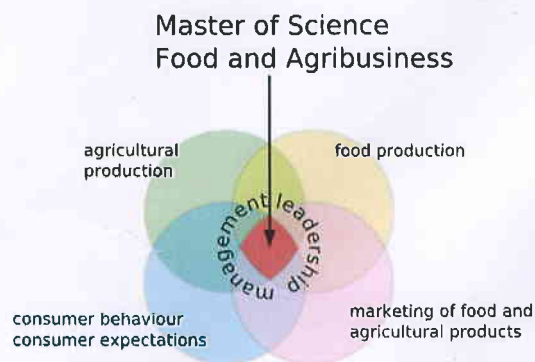 Master of Science
Food and Agribusiness
agricultural
production
food production
management leadership
consumer behaviour
consumer expectations
marketing of food and
agricultural products